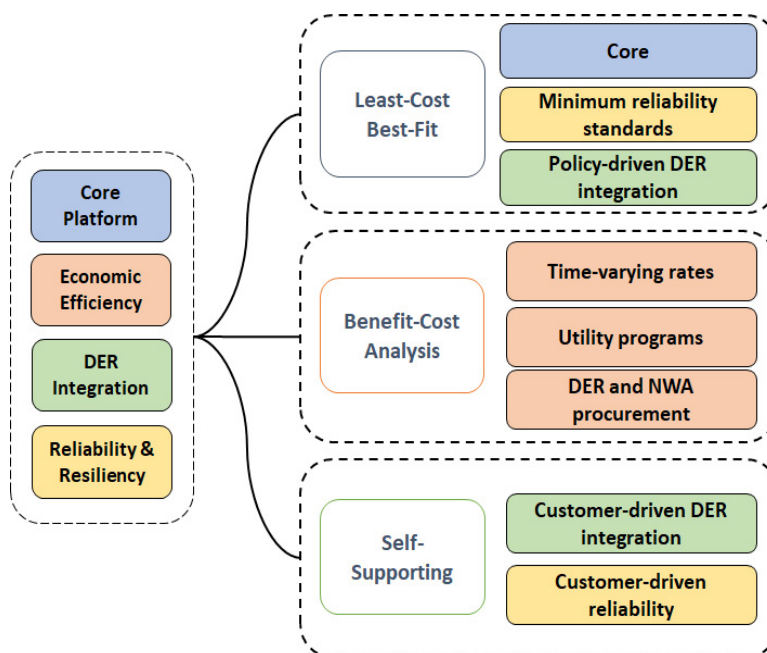 Core
Platform
Economic
Efficiency
DER
Integration
Reliability &
Resiliency
Least-Cost
Best-Fit
Core
Minimum reliability
standards
Policy-driven DER
integration
Benefit-Cost
Analysis
Time-varying rates
Utility programs
DER and NWA
procurement
Self-
Supporting
Customer-driven DER
integration
Customer-driven
reliability